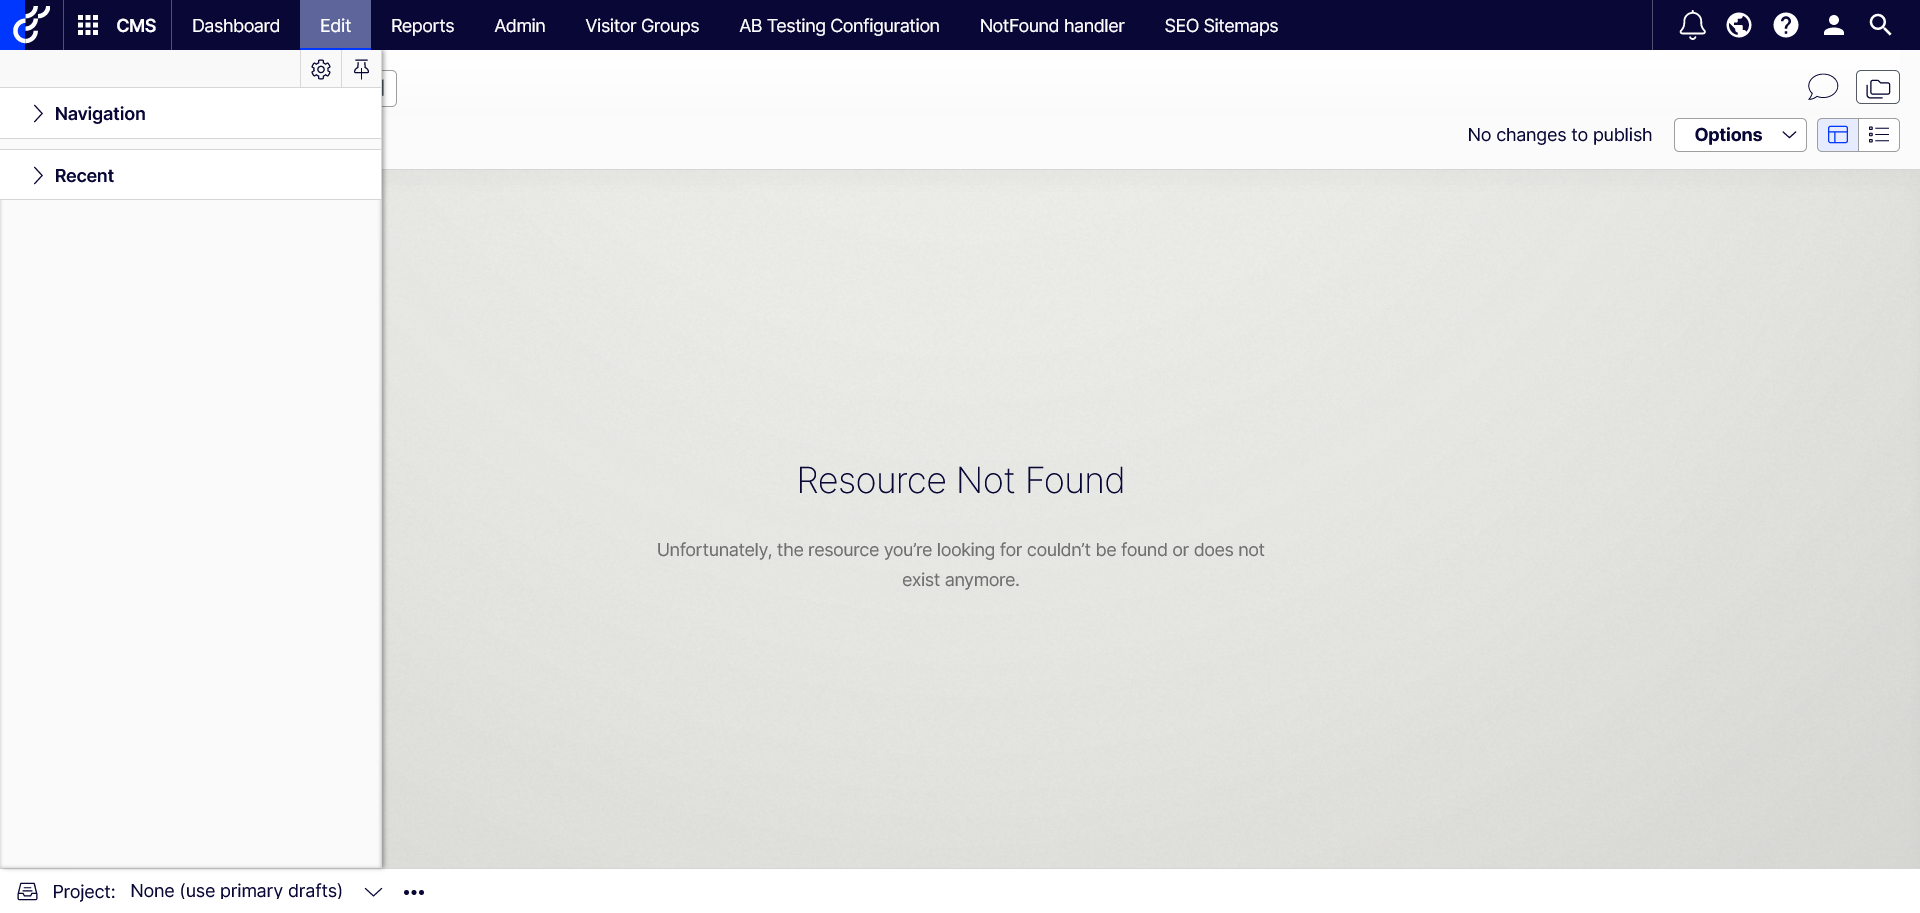 CMS Dashboard Edit Reports Admin Visitor Groups AB Testing Configuration NotFound handler SEO Sitemaps
Navigation
No changes to publish Options
Recent
Resource Not Found
Unfortunately, the resource you’re looking for couldn’t be found or does not
exist anymore.
Project: None (use primary drafts)